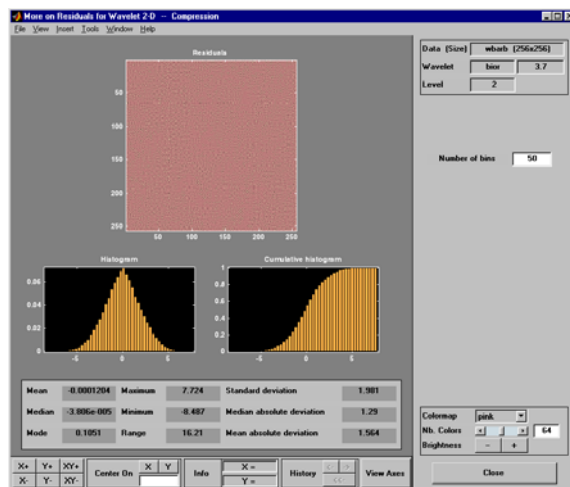 More on Residuals for Wavelet 2-D -- Compression
File View Insert Tools Window Help
Residuals
50
100
150
200
250
50 100 150 200 250
Data (Size) wbarb (256x256)
Wavelet bior 3.7
Level 2
Number of bins 50
Histogram
0.06
0.04
0.02
0
-5 0 5
Cumulative histogram
1
0.8
0.6
0.4
0.2
0
-5 0 5
Mean -0.0001204 Maximum 7.724 Standard deviation 1.981
Median -3.806e-005 Minimum -8.487 Median absolute deviation 1.29
Mode 0.1051 Range 16.21 Mean absolute deviation 1.564
Colormap pink
Nb. Colors 64
Brightness - +
X+ Y+ XY+
X- Y- XY-
Center On X Y
Info X = 
Y =
History <- -> 
<<-
View Axes
Close